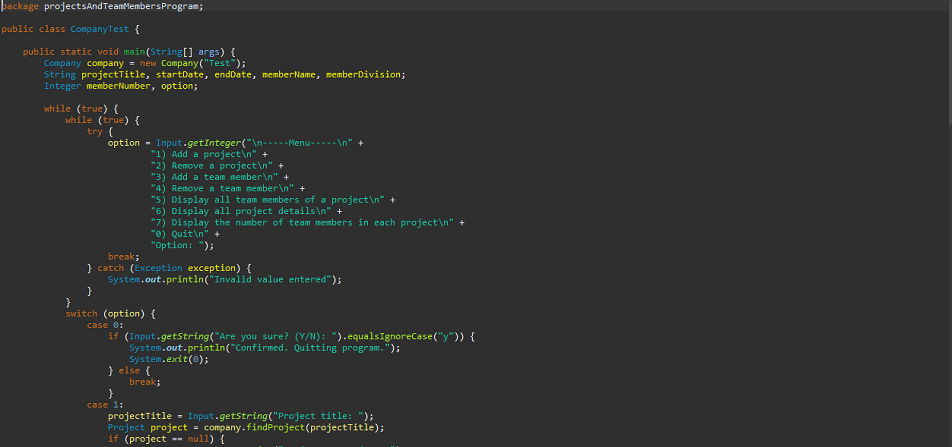 package projectsAndTeamMembersProgram;
public class CompanyTest {
public static void main(String[] args) {
Company company = new Company("Test");
String projectTitle, startDate, endDate, memberName, memberDivision;
Integer memberNumber, option;
while (true) {
while (true) {
try {
option = Input.getInteger("\n-----Menu-----\n" +
"1) Add a project\n" +
"2) Remove a project\n" +
"3) Add a team member\n" +
"4) Remove a team member\n" +
"5) Display all team members of a project\n" +
"6) Display all project details\n" +
"7) Display the number of team members in each project\n" +
"0) Quit\n" +
"Option: ");
break;
} catch (Exception exception) {
System.out.println("Invalid value entered");
}
}
switch (option) {
case 0:
if (Input.getString("Are you sure? (Y/N): ").equalsIgnoreCase("y")) {
System.out.println("Confirmed. Quitting program.");
System.exit(0);
} else {
break;
}
case 1:
projectTitle = Input.getString("Project title: ");
Project project = company.findProject(projectTitle);
if (project == null) {